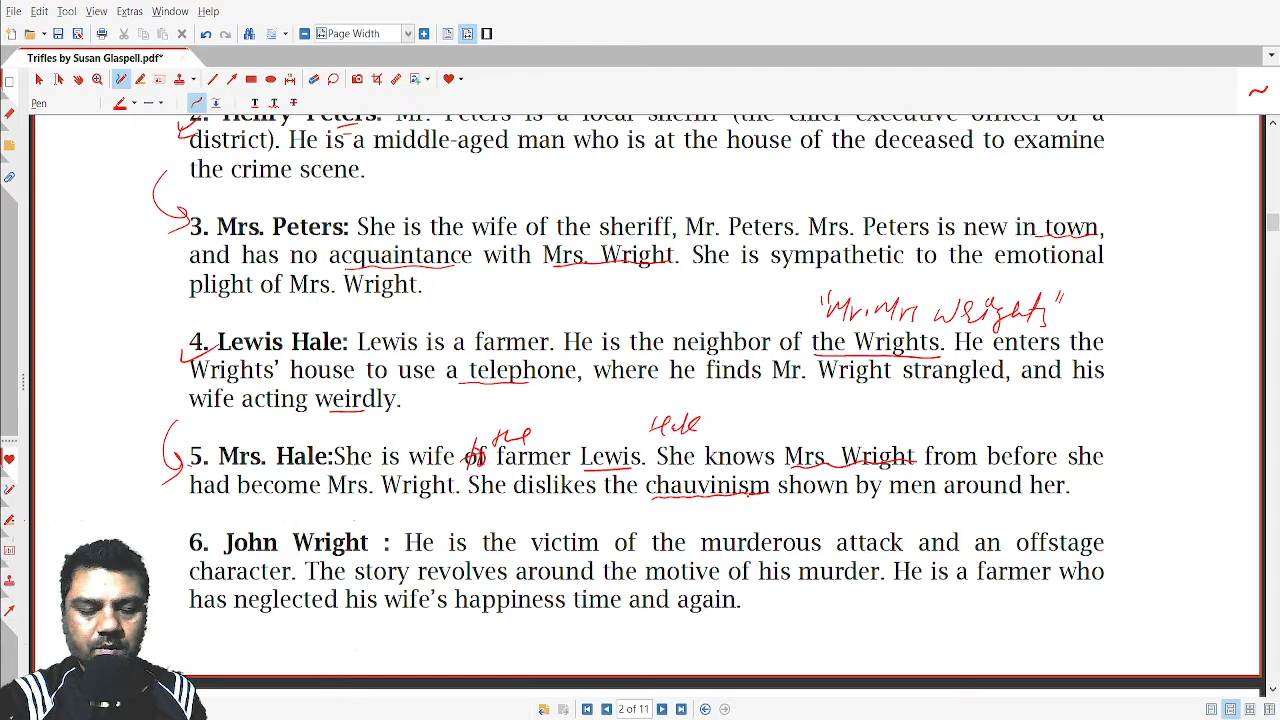 File Edit Tool View Extras Window Help
Page Width
Trifles by Susan Glaspell.pdf*
Pen
T T T
2. Henry Peters: Mr. Peters is a local sheriff (the chief executive officer of a
district). He is a middle-aged man who is at the house of the deceased to examine
the crime scene.
3. Mrs. Peters: She is the wife of the sheriff, Mr. Peters. Mrs. Peters is new in town,
and has no acquaintance with Mrs. Wright. She is sympathetic to the emotional
plight of Mrs. Wright.
"Mr. Mrs Wrights"
4. Lewis Hale: Lewis is a farmer. He is the neighbor of the Wrights. He enters the
Wrights' house to use a telephone, where he finds Mr. Wright strangled, and his
wife acting weirdly.
the Hale
5. Mrs. Hale:She is wife of farmer Lewis. She knows Mrs. Wright from before she
had become Mrs. Wright. She dislikes the chauvinism shown by men around her.
6. John Wright : He is the victim of the murderous attack and an offstage
character. The story revolves around the motive of his murder. He is a farmer who
has neglected his wife's happiness time and again.
2 of 11